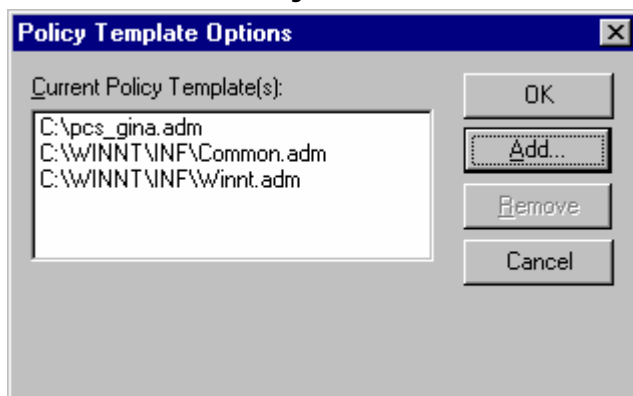 Policy Template Options
Current Policy Template(s):
C:\pcs_gina.adm
C:\WINNT\INF\Common.adm
C:\WINNT\INF\Winnt.adm
OK
Add...
Remove
Cancel